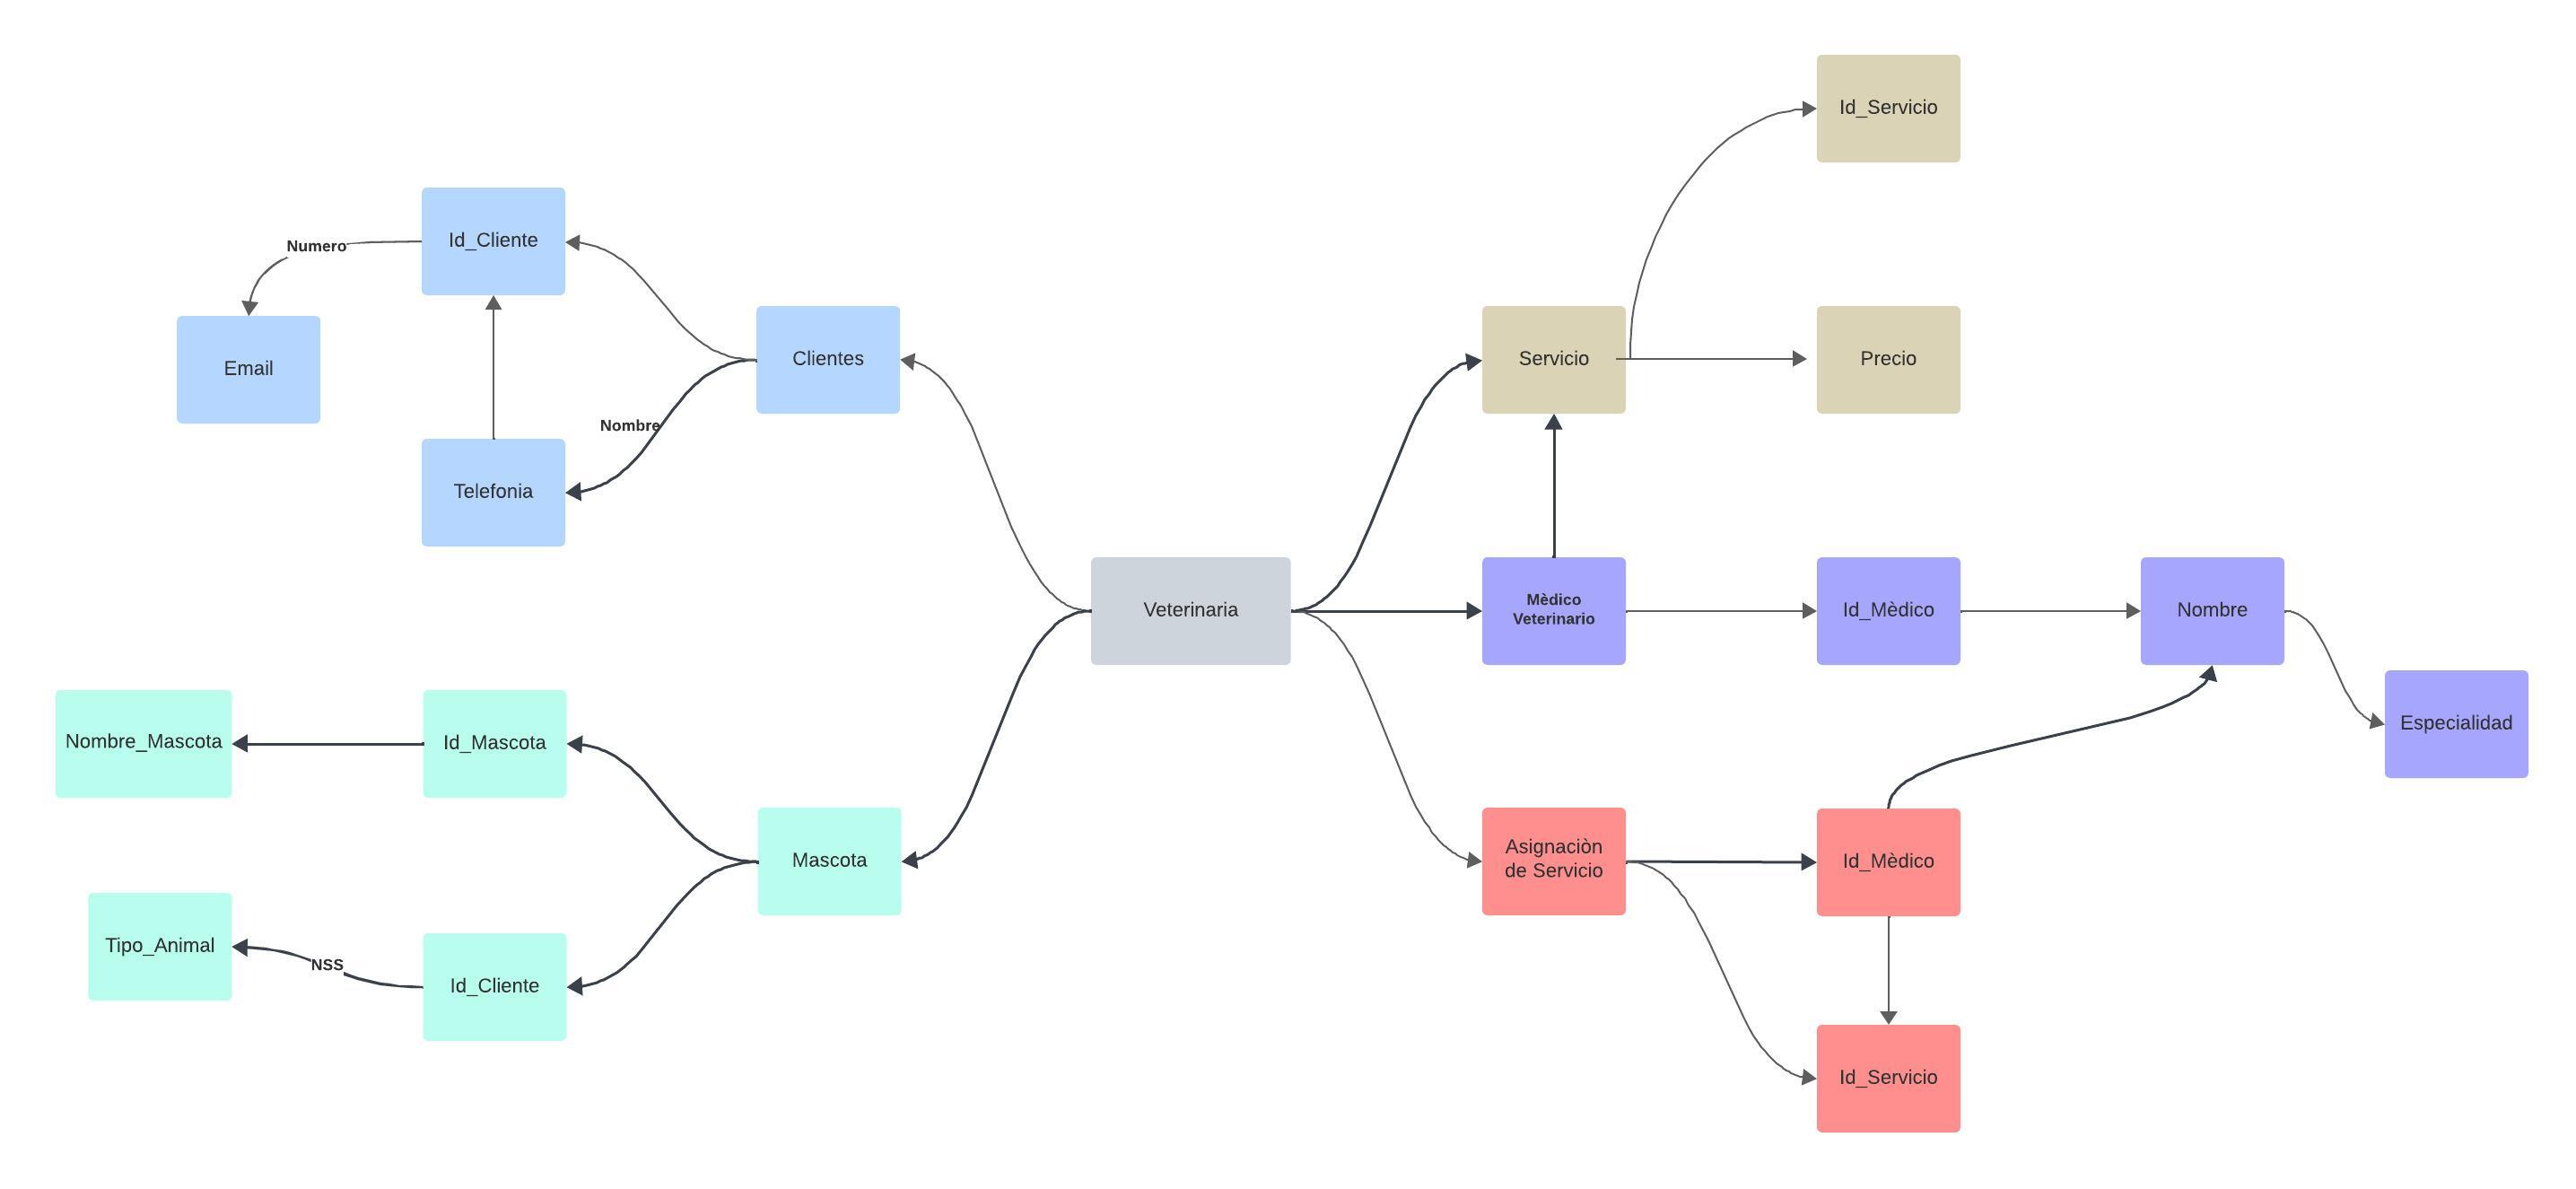 Id_Servicio
Id_Cliente
Numero
Email
Clientes
Servicio
Precio
Nombre
Telefonia
Veterinaria
Mèdico
Veterinario
Id_Mèdico
Nombre
Especialidad
Nombre_Mascota
Id_Mascota
Mascota
Asignaciòn
de Servicio
Id_Mèdico
Tipo_Animal
NSS
Id_Cliente
Id_Servicio